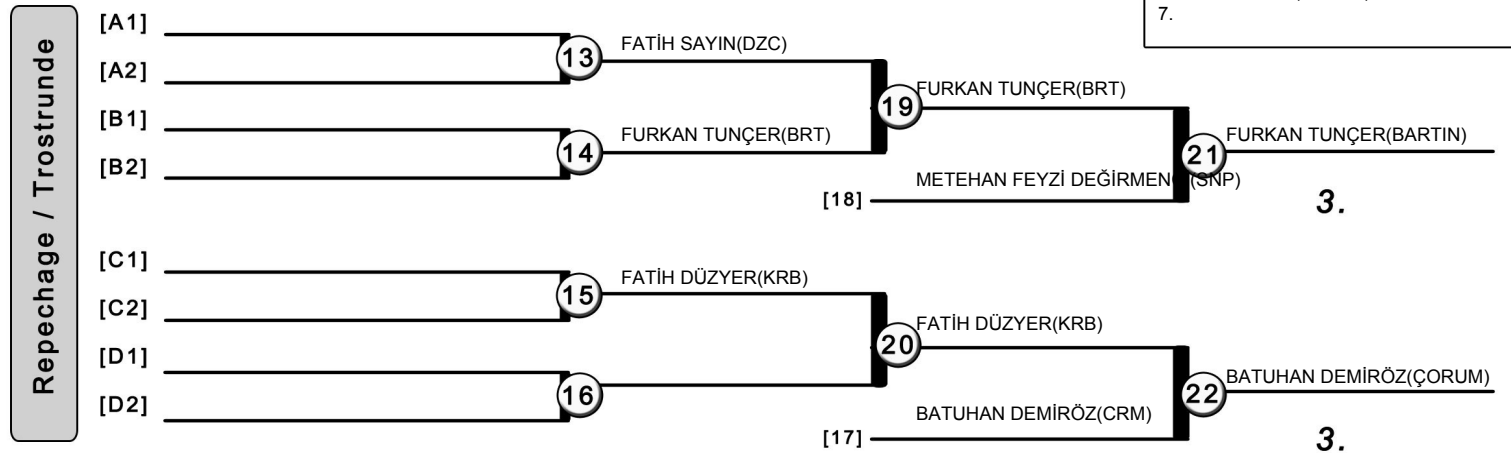 7.
Repechage / Trostrunde
[A1]
[A2]
13
FATİH SAYIN(DZC)
[B1]
[B2]
14
FURKAN TUNÇER(BRT)
19
FURKAN TUNÇER(BRT)
[18]
METEHAN FEYZİ (SNP)
21
FURKAN TUNÇER(BARTIN)
3.
[C1]
[C2]
15
FATİH DÜZYER(KRB)
[D1]
[D2]
16
20
FATİH DÜZYER(KRB)
[17]
BATUHAN DEMİRÖZ(CRM)
22
BATUHAN DEMİRÖZ(ÇORUM)
3.